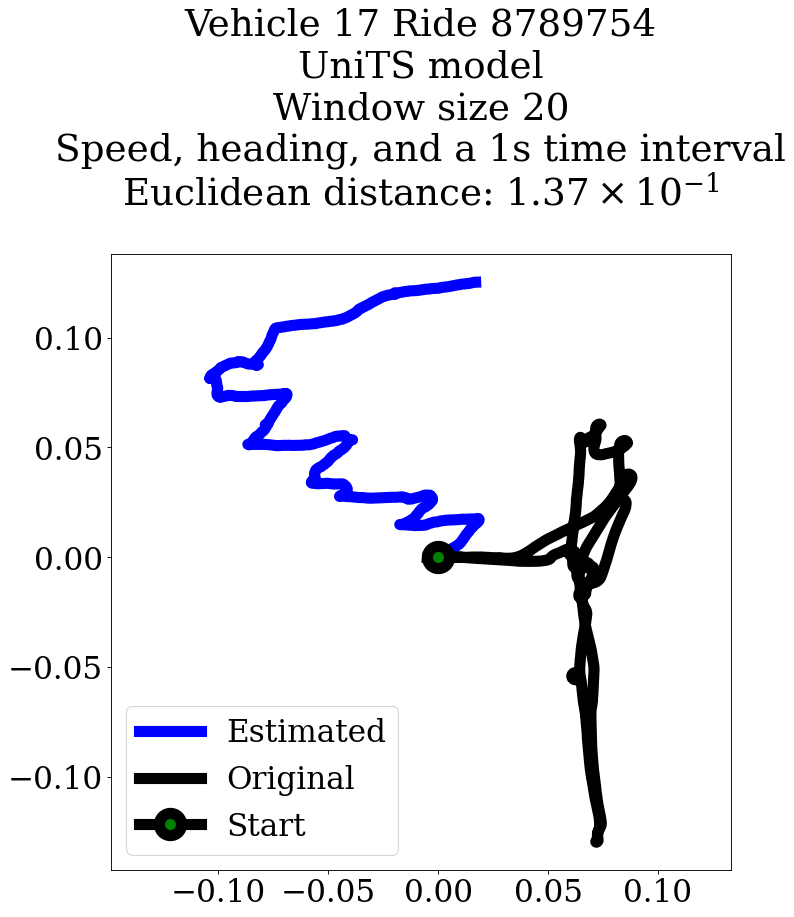 Vehicle 17 Ride 8789754
UniTS model
Window size 20
Speed, heading, and a 1s time interval
Euclidean distance: 1.37 × 10⁻¹
0.10
0.05
0.00
−0.05
−0.10
Estimated
Original
Start
−0.10 −0.05 0.00 0.05 0.10